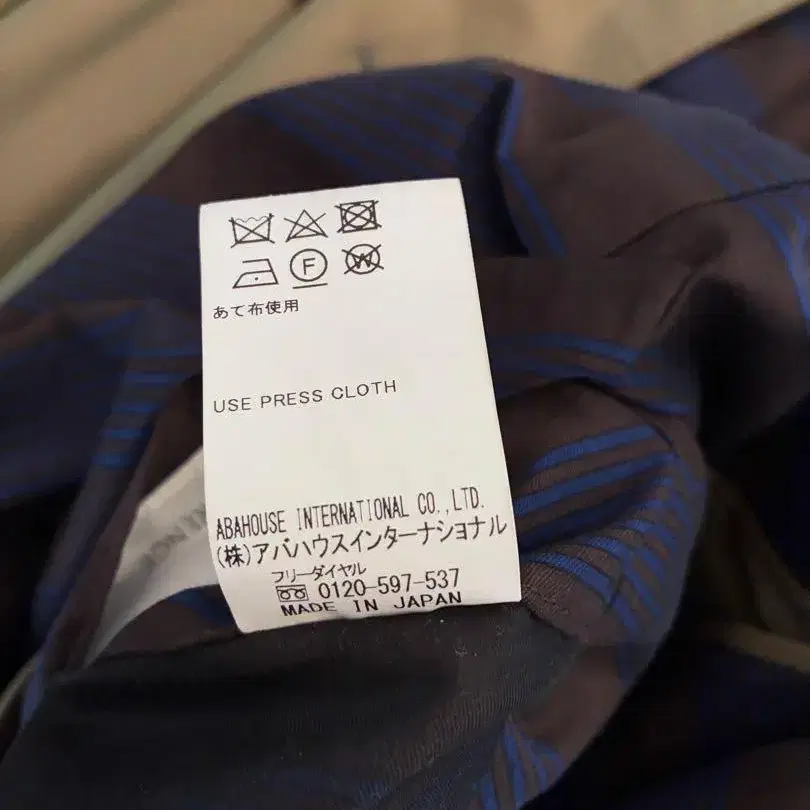 F
W
あて布使用
USE PRESS CLOTH
ABAHOUSE INTERNATIONAL CO.,LTD.
(株)アバハウスインターナショナル
フリーダイヤル
0120-597-537
MADE IN JAPAN